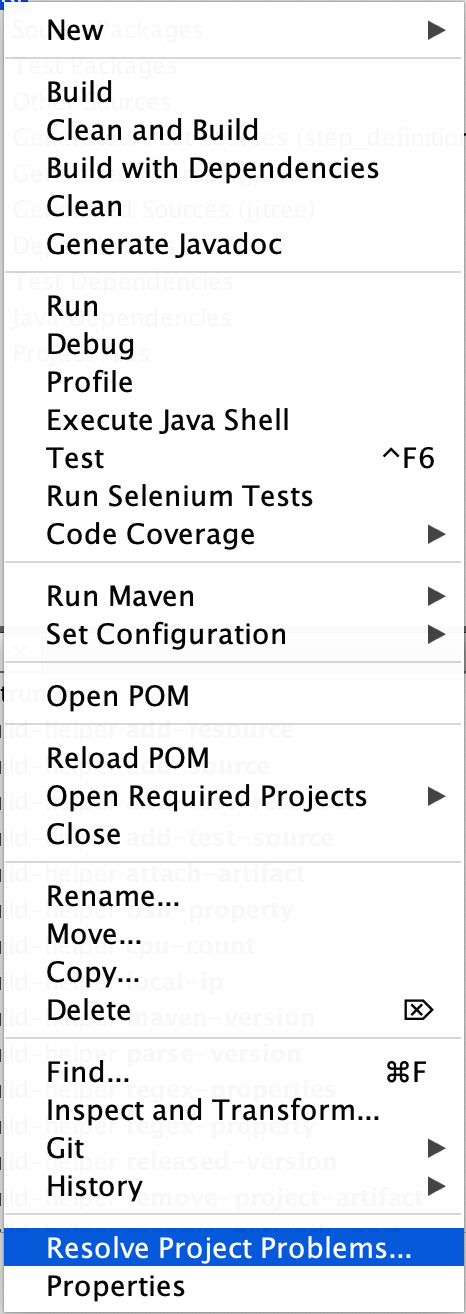 New
Build
Clean and Build
Build with Dependencies
Clean
Generate Javadoc
Run
Debug
Profile
Execute Java Shell
Test ^F6
Run Selenium Tests
Code Coverage
Run Maven
Set Configuration
Open POM
Reload POM
Open Required Projects
Close
Rename...
Move...
Copy...
Delete ⌦
Find... ⌘F
Inspect and Transform...
Git
History
Resolve Project Problems...
Properties